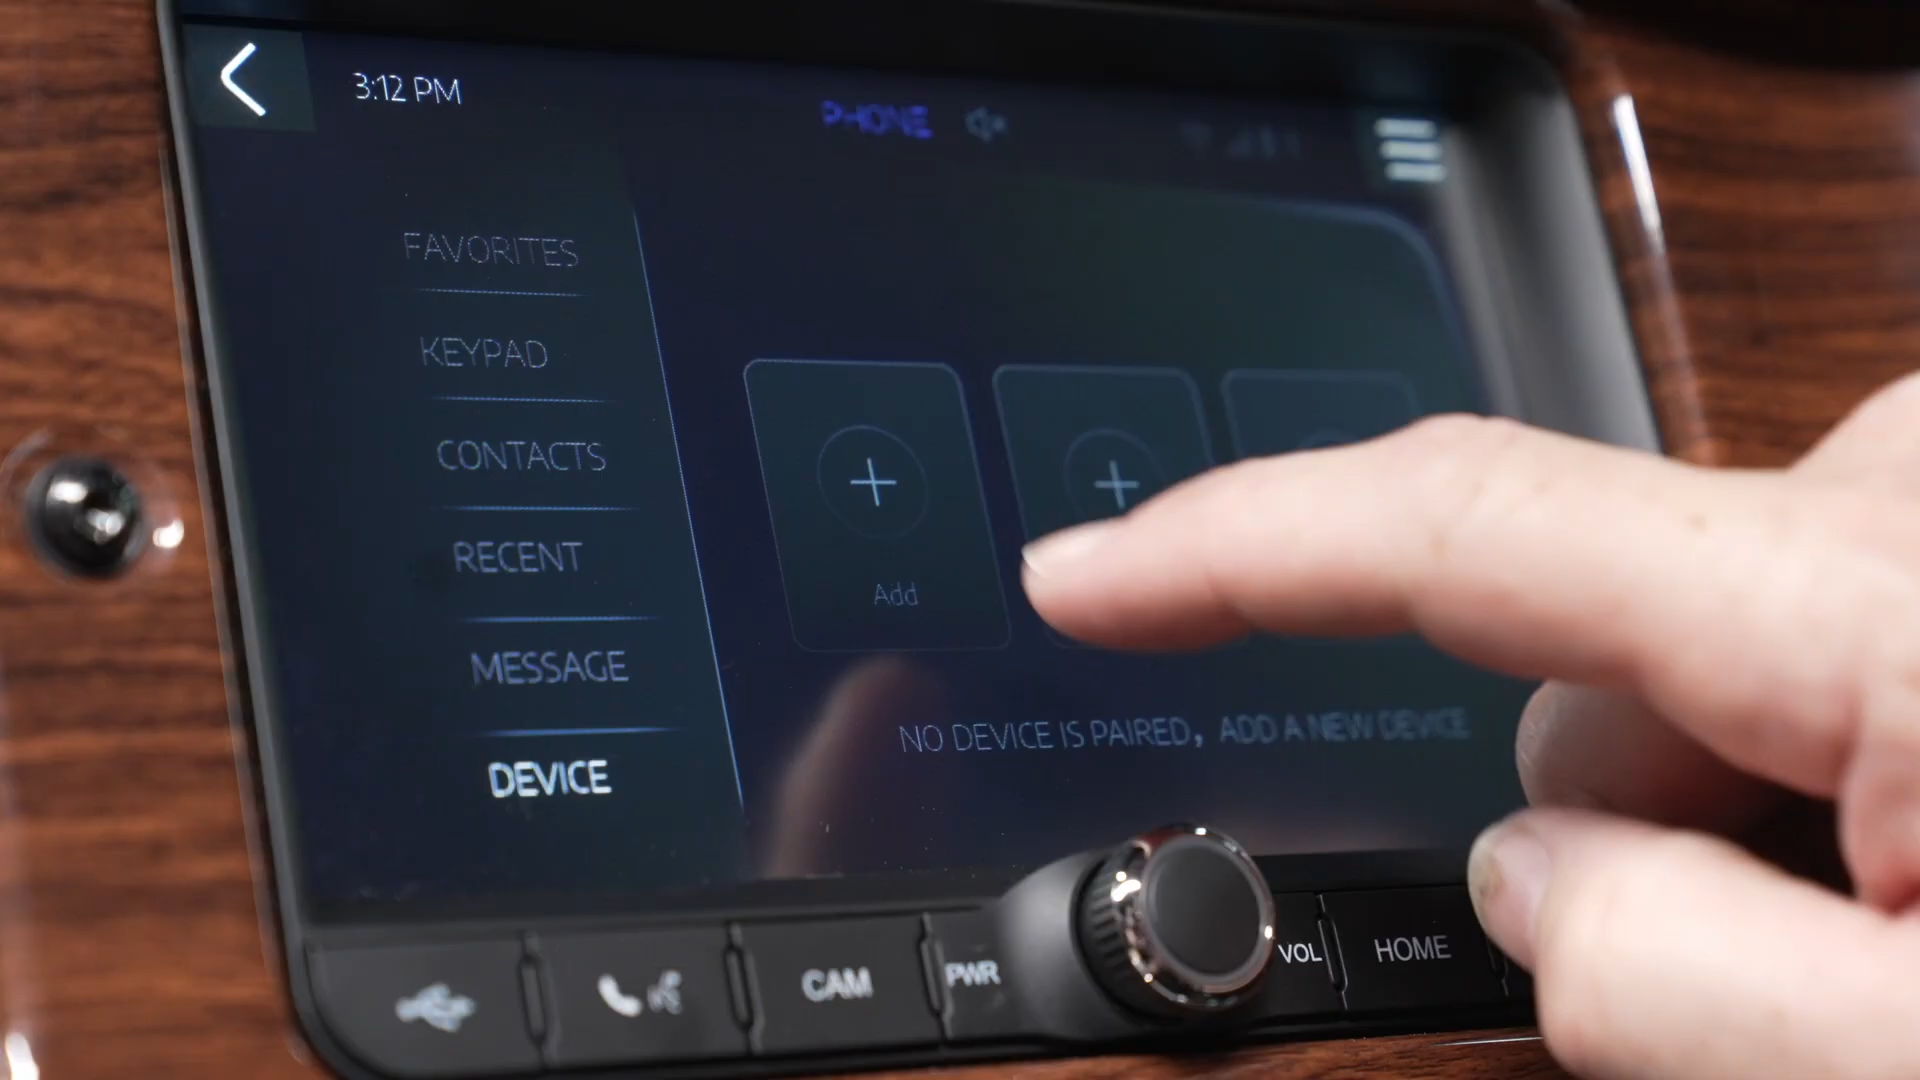 3:12 PM
PHONE
FAVORITES
KEYPAD
CONTACTS
RECENT
MESSAGE
DEVICE
Add
NO DEVICE IS PAIRED, ADD A NEW DEVICE
CAM
PWR
VOL
HOME